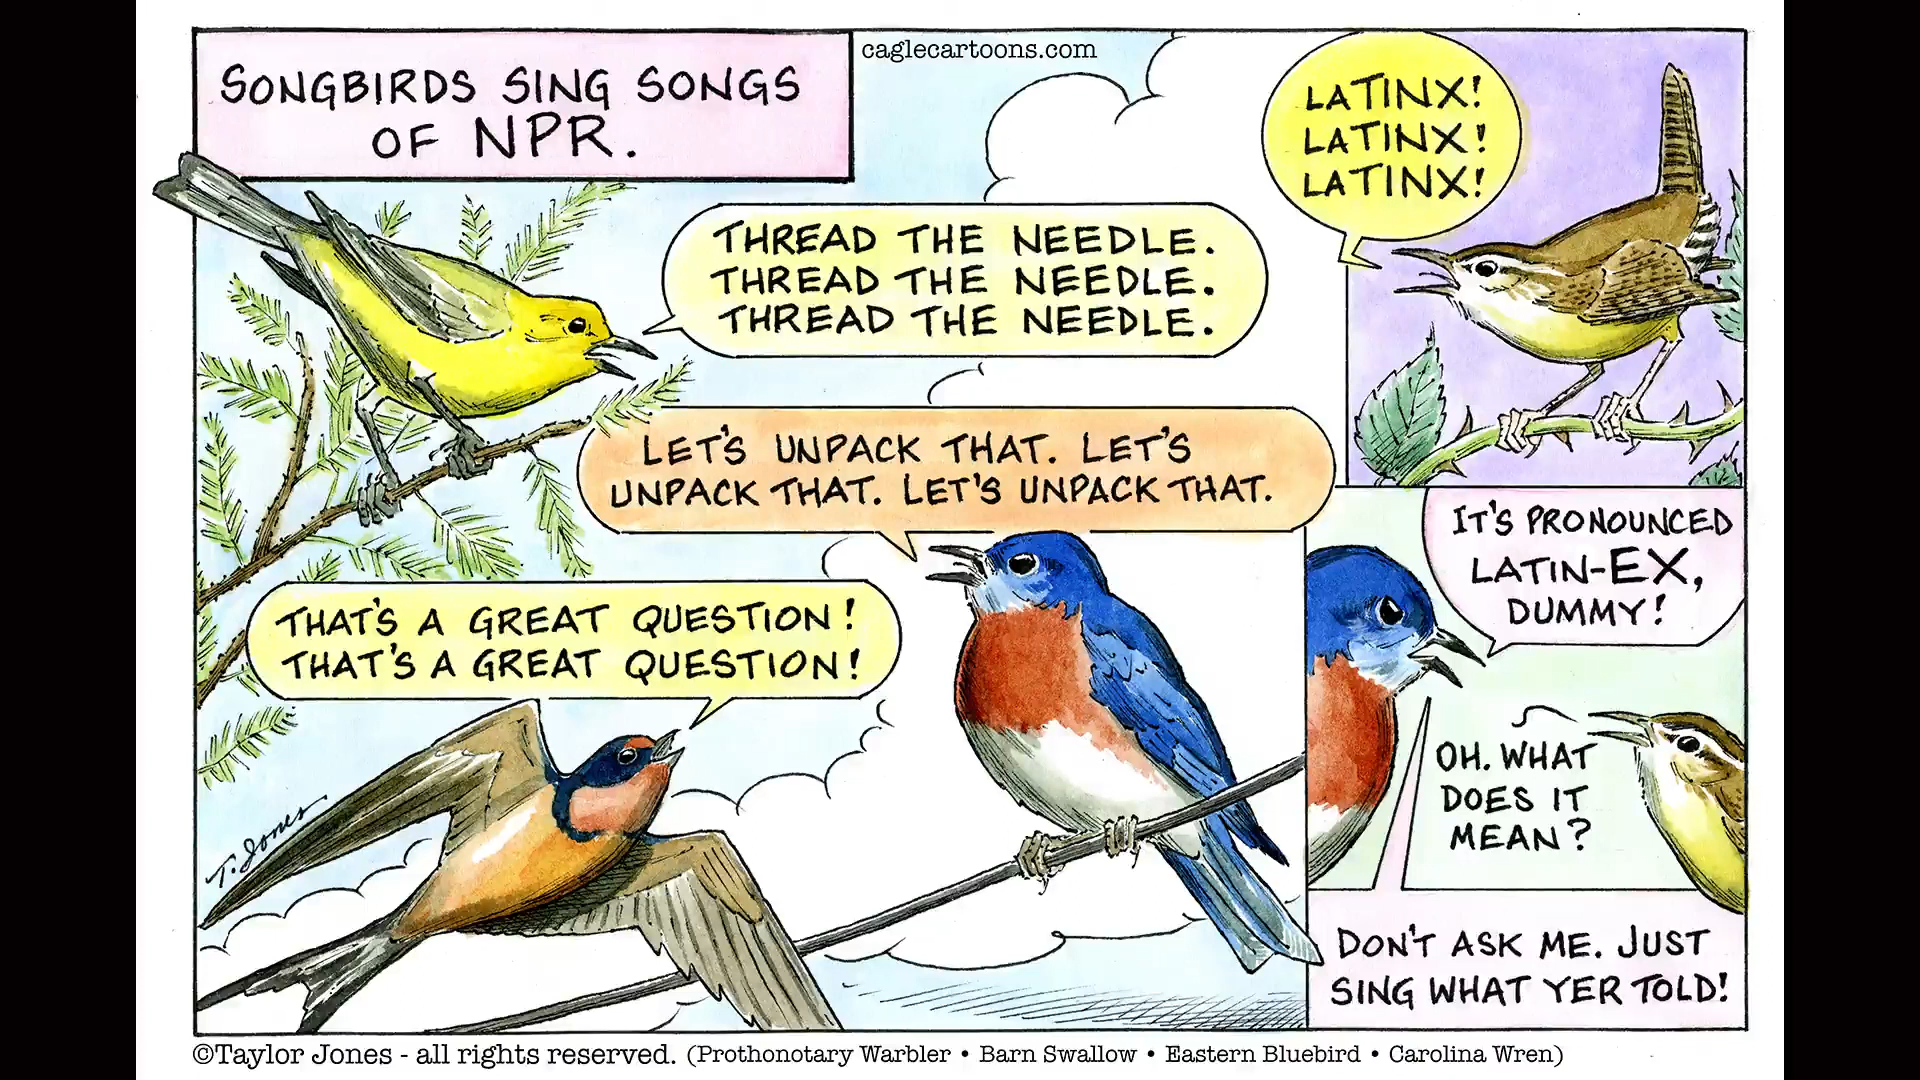 SONGBIRDS SING SONGS
OF NPR.
caglecartoons.com
THREAD THE NEEDLE.
THREAD THE NEEDLE.
THREAD THE NEEDLE.
LATINX!
LATINX!
LATINX!
LET'S UNPACK THAT. LET'S
UNPACK THAT. LET'S UNPACK THAT.
THAT'S A GREAT QUESTION!
THAT'S A GREAT QUESTION!
IT'S PRONOUNCED
LATIN-EX,
DUMMY!
OH. WHAT
DOES IT
MEAN?
DON'T ASK ME. JUST
SING WHAT YER TOLD!
T. Jones
©Taylor Jones - all rights reserved. (Prothonotary Warbler • Barn Swallow • Eastern Bluebird • Carolina Wren)